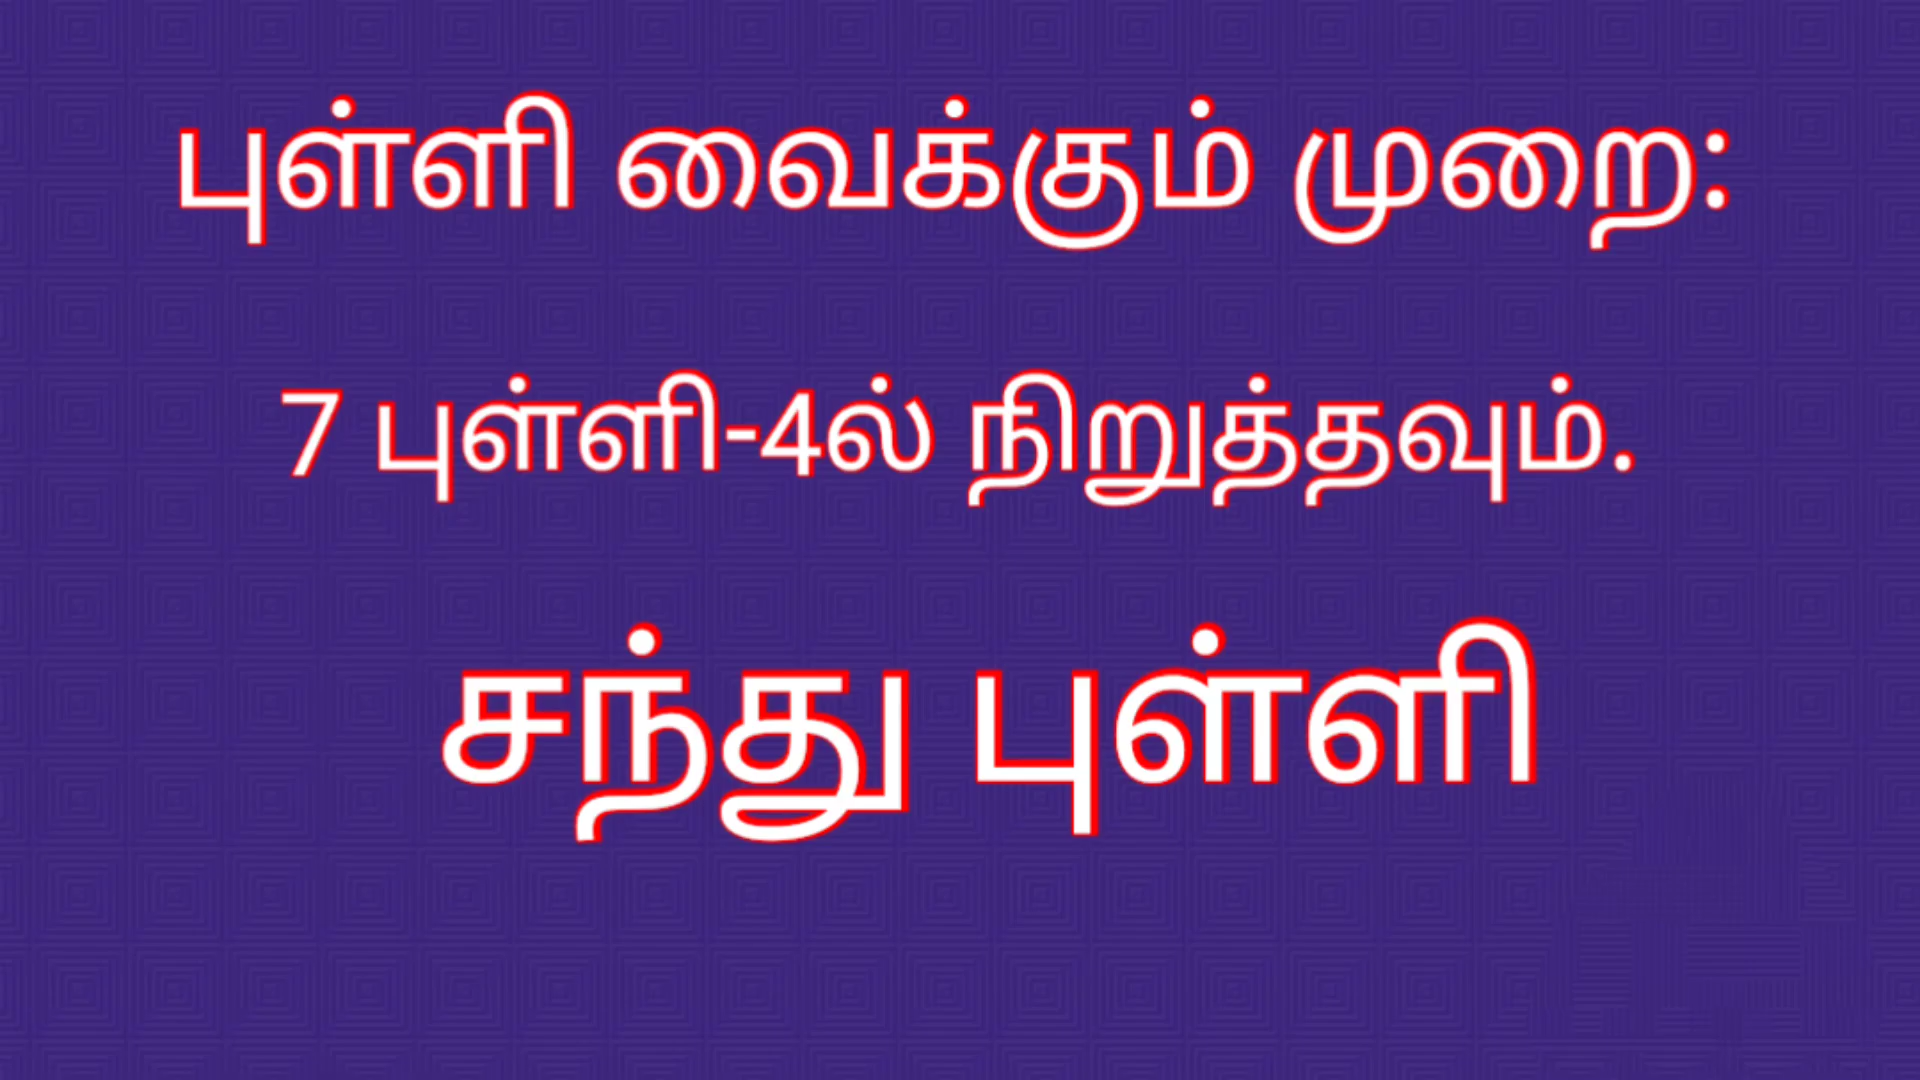 புள்ளி வைக்கும் முறை:
7 புள்ளி-4ல் நிறுத்தவும்.
சந்து புள்ளி